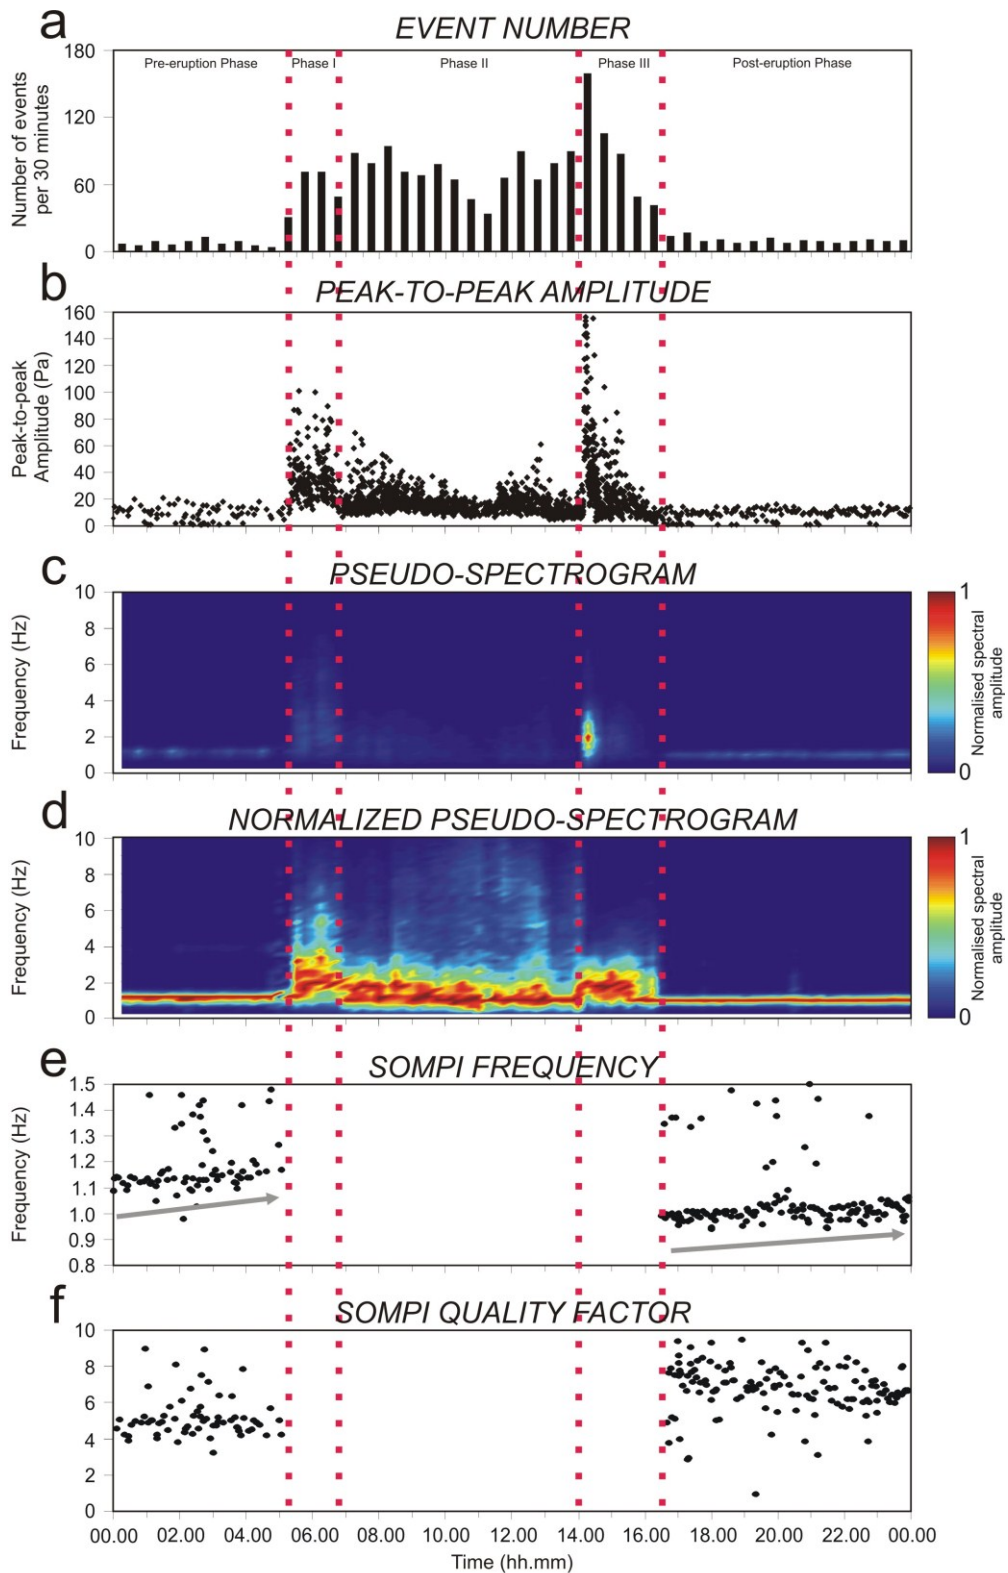 a
EVENT NUMBER
Number of events
per 30 minutes
180
120
60
0
Pre-eruption Phase
Phase I
Phase II
Phase III
Post-eruption Phase
b
PEAK-TO-PEAK AMPLITUDE
Peak-to-peak
Amplitude (Pa)
160
140
120
100
80
60
40
20
0
c
PSEUDO-SPECTROGRAM
Frequency (Hz)
10
8
6
4
2
0
1
0
Normalised spectral
amplitude
d
NORMALIZED PSEUDO-SPECTROGRAM
Frequency (Hz)
10
8
6
4
2
0
1
0
Normalised spectral
amplitude
e
SOMPI FREQUENCY
Frequency (Hz)
1.5
1.4
1.3
1.2
1.1
1.0
0.9
0.8
f
SOMPI QUALITY FACTOR
10
8
6
4
2
0
00.00 02.00 04.00 06.00 08.00 10.00 12.00 14.00 16.00 18.00 20.00 22.00 00.00
Time (hh.mm)